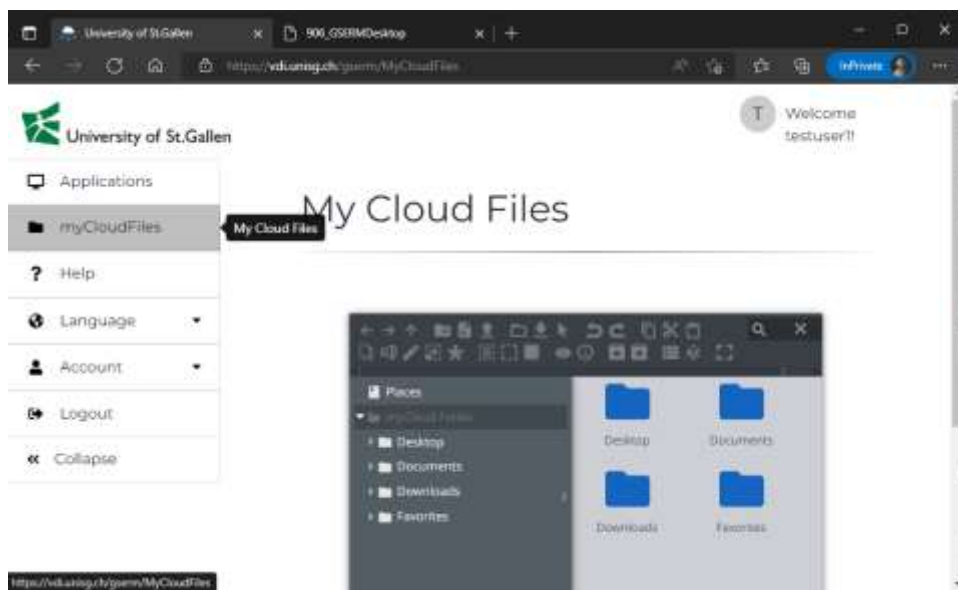 University of St.Gallen
906_GSERMDesktop
https://vdi.unisg.ch/gserm/MyCloudFiles
InPrivate
University of St.Gallen
T
Welcome
testuser1!
Applications
myCloudFiles
My Cloud Files
My Cloud Files
? Help
Language
Account
Logout
Collapse
Places
myCloud Folder
Desktop
Documents
Downloads
Favorites
Desktop
Documents
Downloads
Favorites
https://vdi.unisg.ch/gserm/MyCloudFiles